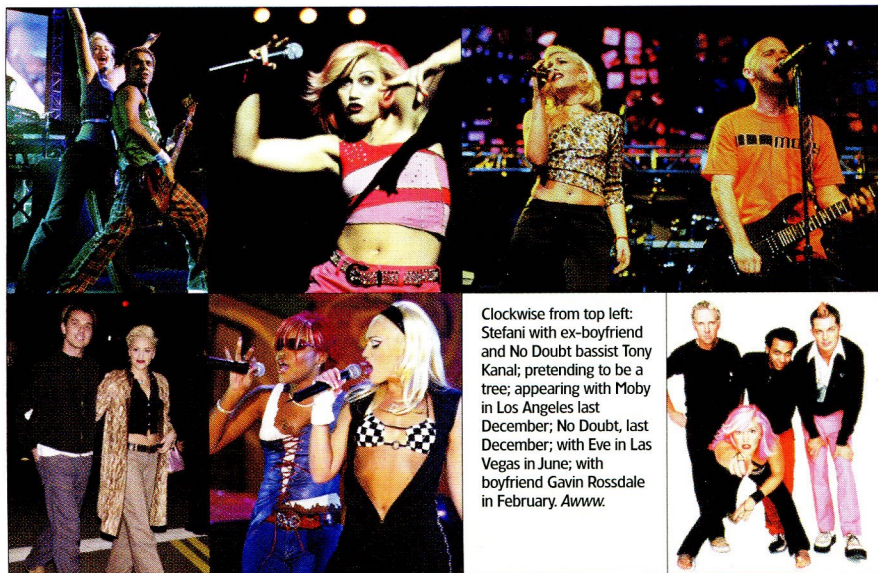 Clockwise from top left:
Stefani with ex-boyfriend
and No Doubt bassist Tony
Kanal; pretending to be a
tree; appearing with Moby
in Los Angeles last
December; No Doubt, last
December; with Eve in Las
Vegas in June; with
boyfriend Gavin Rossdale
in February. Awww.